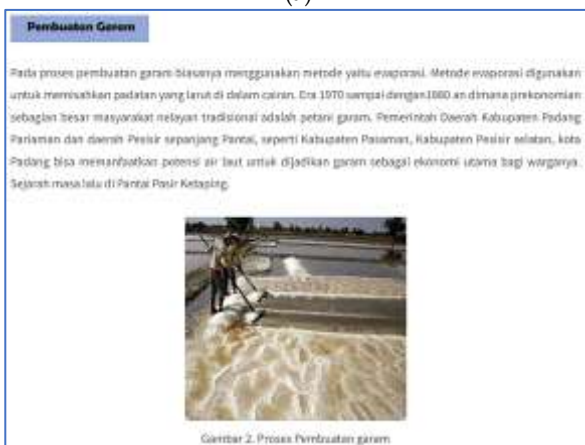 Pembuatan Garam
Pada proses pembuatan garam biasanya menggunakan metode yaitu evaporasi. Metode evaporasi digunakan
untuk memisahkan padatan yang larut di dalam cairan. Era 1970 sampai dengan1980 an dimana prekonomian
sebagian besar masyarakat nelayan tradisional adalah petani garam. Pemerintah Daerah Kabupaten Padang
Pariaman dan daerah Pesisir sepanjang Pantai, seperti Kabupaten Pasaman, Kabupaten Pesisir selatan, kota
Padang bisa memanfaatkan potensi air laut untuk dijadikan garam sebagai ekonomi utama bagi warganya.
Sejarah masa lalu di Pantai Pasir Ketaping.
Gambar 2. Proses Pembuatan garam